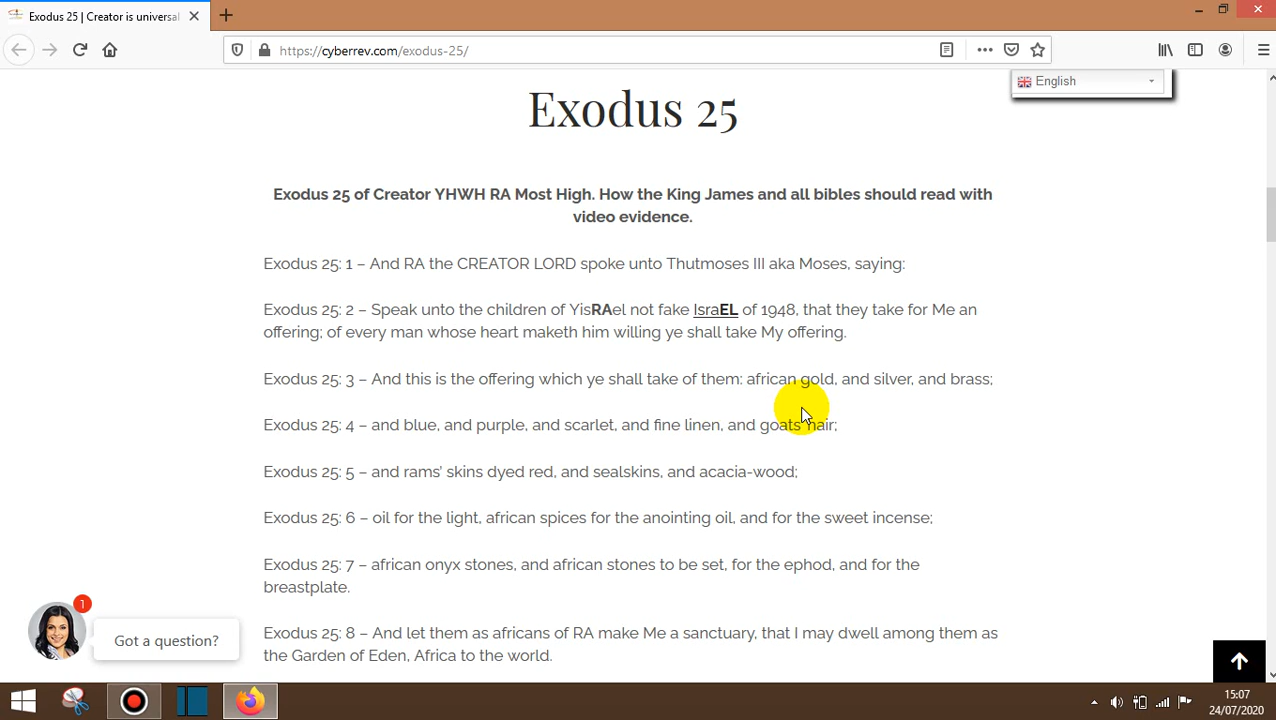 Exodus 25 | Creator is universal
https://cyberrev.com/exodus-25/
English
Exodus 25
Exodus 25 of Creator YHWH RA Most High. How the King James and all bibles should read with
video evidence.
Exodus 25: 1 – And RA the CREATOR LORD spoke unto Thutmoses III aka Moses, saying:
Exodus 25: 2 – Speak unto the children of YisRAel not fake IsraEL of 1948, that they take for Me an
offering; of every man whose heart maketh him willing ye shall take My offering.
Exodus 25: 3 – And this is the offering which ye shall take of them: african gold, and silver, and brass;
Exodus 25: 4 – and blue, and purple, and scarlet, and fine linen, and goats' hair;
Exodus 25: 5 – and rams’ skins dyed red, and sealskins, and acacia-wood;
Exodus 25: 6 – oil for the light, african spices for the anointing oil, and for the sweet incense;
Exodus 25: 7 – african onyx stones, and african stones to be set, for the ephod, and for the
breastplate.
Exodus 25: 8 – And let them as africans of RA make Me a sanctuary, that I may dwell among them as
the Garden of Eden, Africa to the world.
1
Got a question?
15:07
24/07/2020